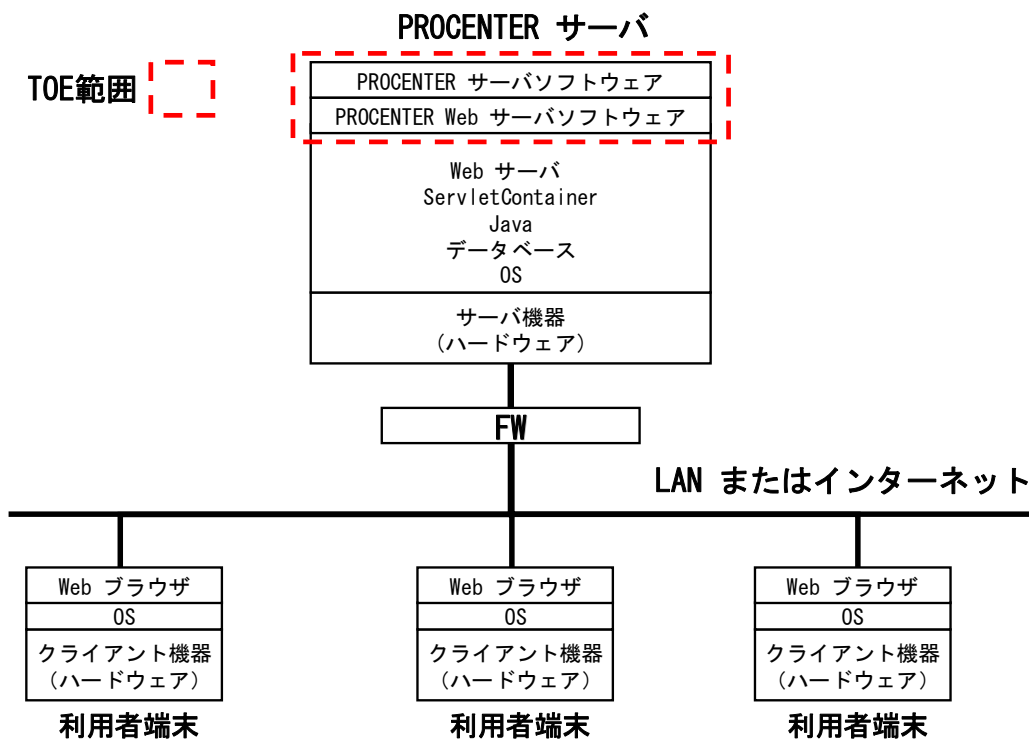 PROCENTER サーバ
TOE範囲
PROCENTER サーバソフトウェア
PROCENTER Web サーバソフトウェア
Web サーバ
ServletContainer
Java
データベース
OS
サーバ機器
(ハードウェア)
FW
LAN またはインターネット
Web ブラウザ
OS
クライアント機器
(ハードウェア)
利用者端末
Web ブラウザ
OS
クライアント機器
(ハードウェア)
利用者端末
Web ブラウザ
OS
クライアント機器
(ハードウェア)
利用者端末